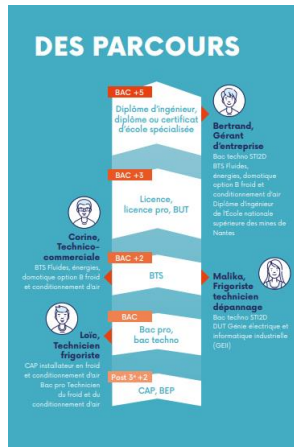 DES PARCOURS
BAC +5
Diplôme d'ingénieur,
diplôme ou certificat
d'école spécialisée
Bertrand,
Gérant
d'entreprise
Bac techno STI2D
BTS Fluides,
énergies, domotique
option B froid et
conditionnement d'air
Diplôme d'ingénieur
de l'École nationale
supérieure des mines de
Nantes
BAC +3
Licence,
licence pro, BUT
Corine,
Technico-
commerciale
BTS Fluides, énergies,
domotique option B froid
et conditionnement d'air
BAC +2
BTS
Malika,
Frigoriste
technicien
dépannage
Bac techno STI2D
DUT Génie électrique et
informatique industrielle
(GEII)
BAC
Bac pro,
bac techno
Loïc,
Technicien
frigoriste
CAP installateur en froid
et conditionnement d'air
Bac pro Technicien
du froid et du
conditionnement d'air
Post 3e +2
CAP, BEP